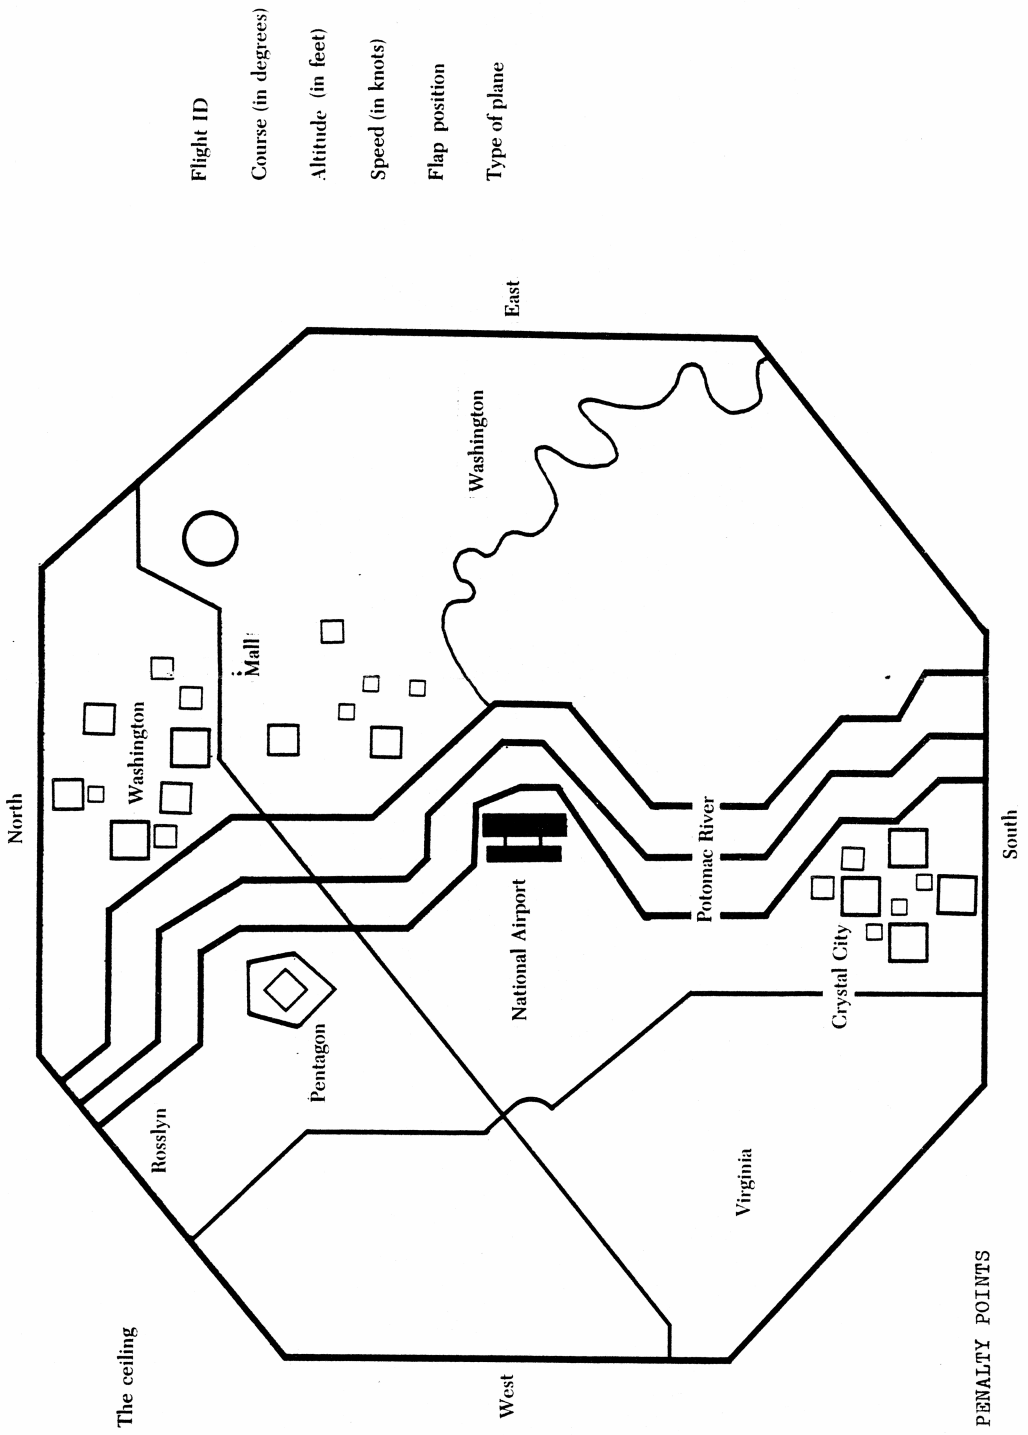 The ceiling
North
Flight ID
Course (in degrees)
Altitude (in feet)
Speed (in knots)
Flap position
Type of plane
Rosslyn
Washington
Mall
Pentagon
West
National Airport
Washington
East
Potomac River
Virginia
Crystal City
PENALTY POINTS
South